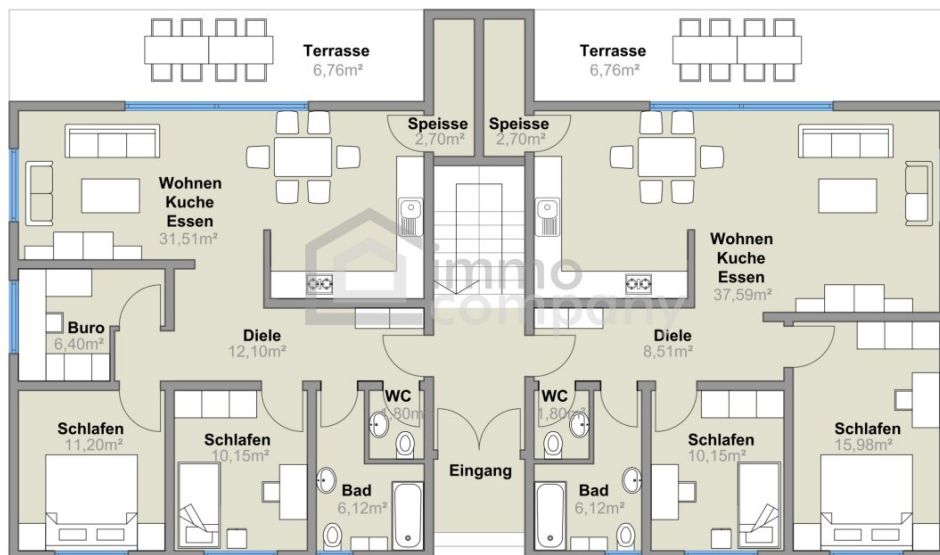 Terrasse
6,76m²
Speisse
2,70m²
Wohnen
Kuche
Essen
31,51m²
Buro
6,40m²
Diele
12,10m²
WC
1,80m
Schlafen
11,20m²
Schlafen
10,15m²
Bad
6,12m²
Eingang
Terrasse
6,76m²
Speisse
2,70m²
Wohnen
Kuche
Essen
37,59m²
Diele
8,51m²
WC
1,80m²
Schlafen
10,15m²
Schlafen
15,98m²
Bad
6,12m²
immo
company